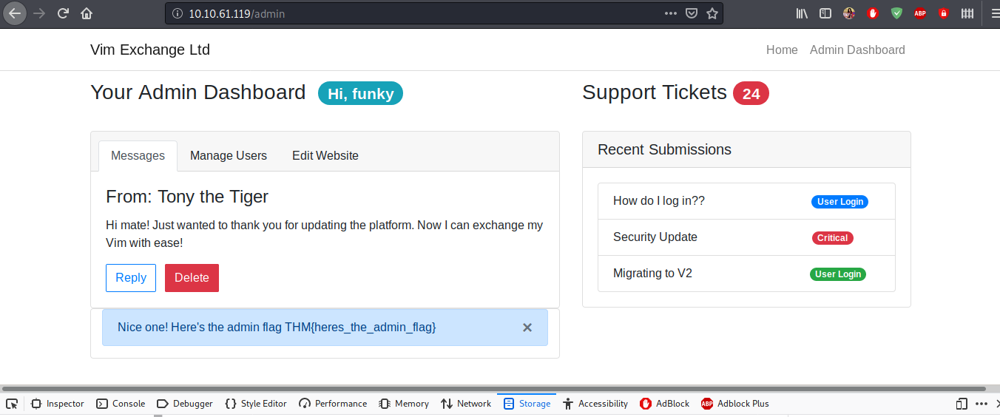 10.10.61.119/admin
ABP
Vim Exchange Ltd
Home Admin Dashboard
Your Admin Dashboard Hi, funky
Support Tickets 24
Messages Manage Users Edit Website
From: Tony the Tiger
Hi mate! Just wanted to thank you for updating the platform. Now I can exchange my
Vim with ease!
Reply Delete
Nice one! Here's the admin flag THM{heres_the_admin_flag}
Recent Submissions
How do I log in?? User Login
Security Update Critical
Migrating to V2 User Login
Inspector Console Debugger Style Editor Performance Memory Network Storage Accessibility AdBlock ABP Adblock Plus